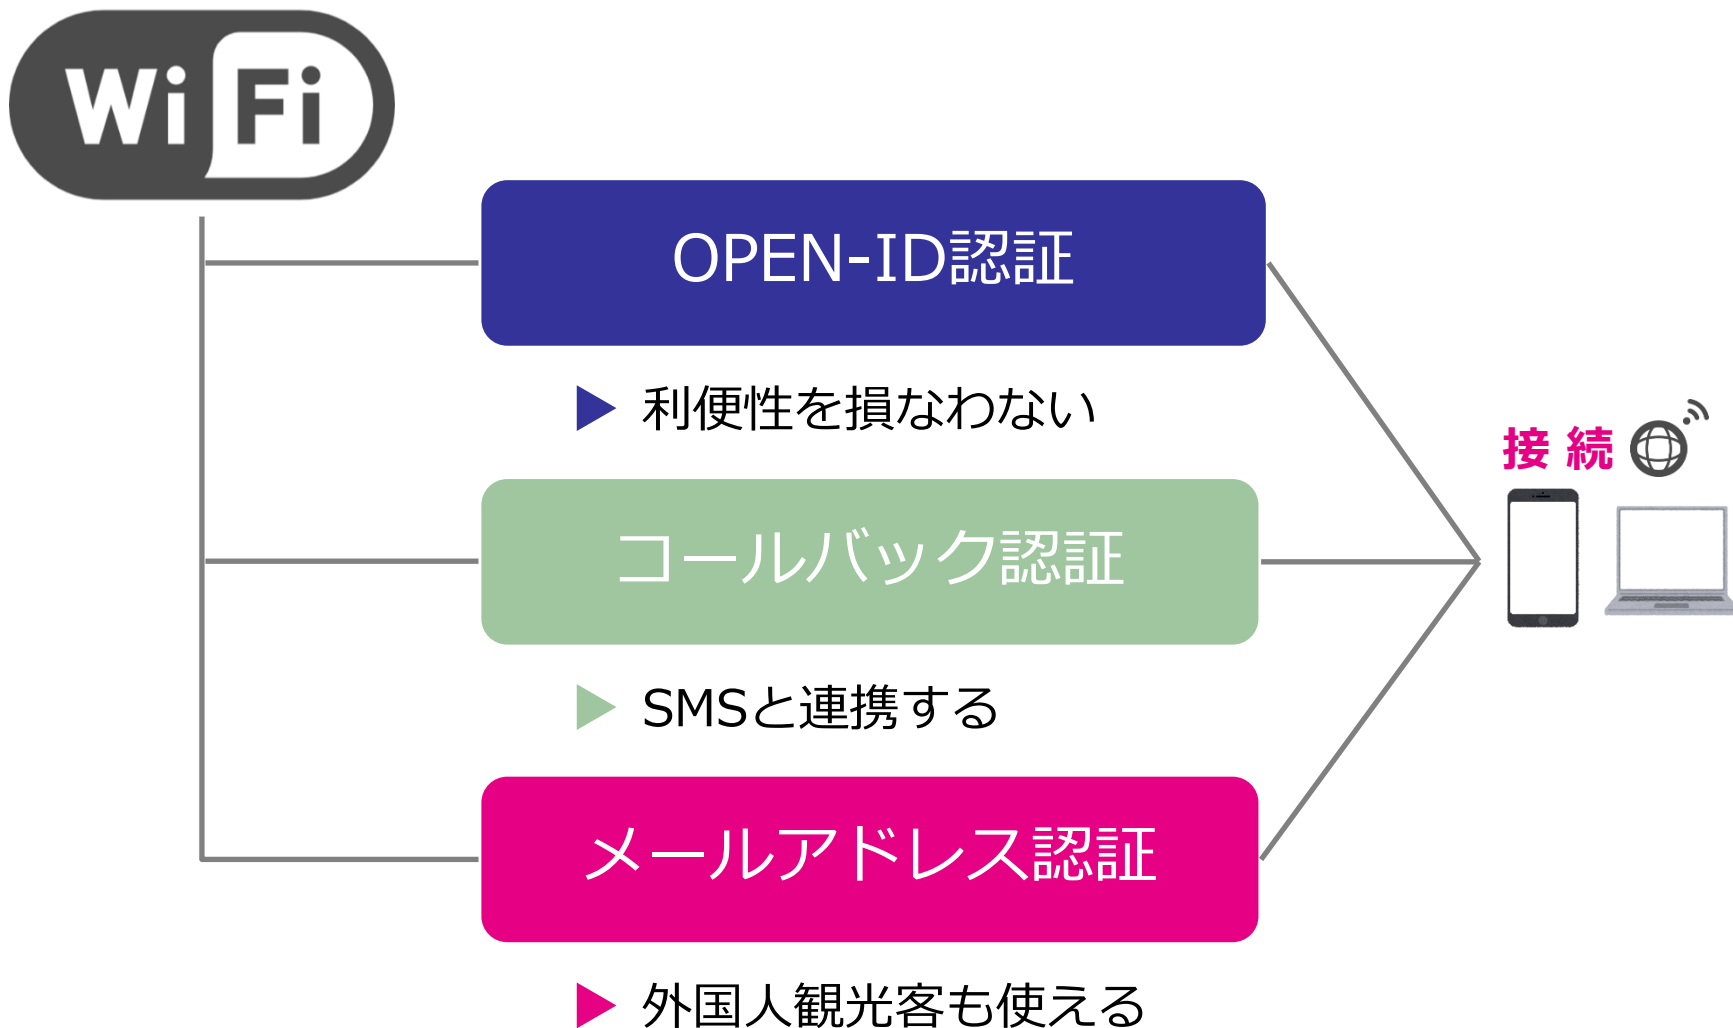 WiFi
OPEN-ID認証
利便性を損なわない
接続
コールバック認証
SMSと連携する
メールアドレス認証
外国人観光客も使える